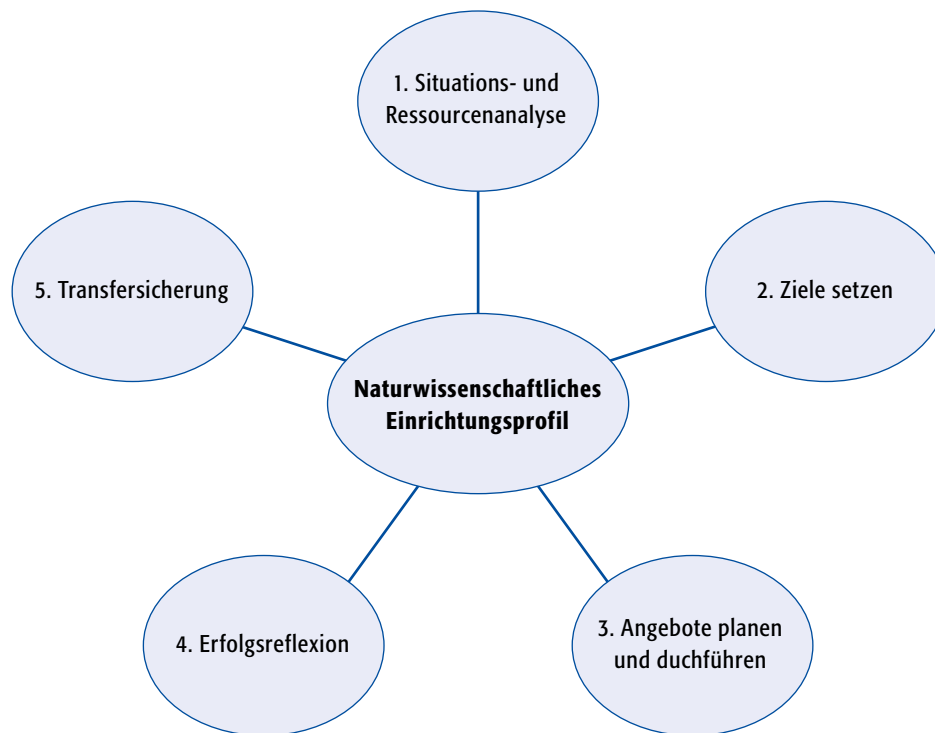 1. Situations- und
Ressourcenanalyse
5. Transfersicherung
2. Ziele setzen
Naturwissenschaftliches
Einrichtungsprofil
4. Erfolgsreflexion
3. Angebote planen
und duchführen